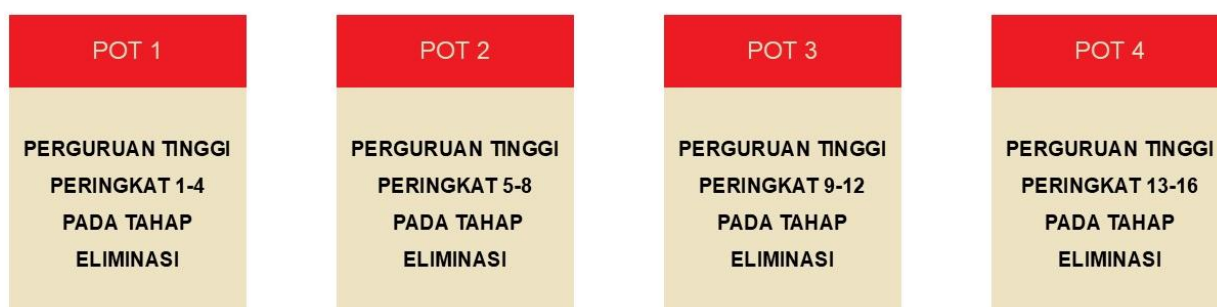 POT 1
PERGURUAN TINGGI
PERINGKAT 1-4
PADA TAHAP
ELIMINASI
POT 2
PERGURUAN TINGGI
PERINGKAT 5-8
PADA TAHAP
ELIMINASI
POT 3
PERGURUAN TINGGI
PERINGKAT 9-12
PADA TAHAP
ELIMINASI
POT 4
PERGURUAN TINGGI
PERINGKAT 13-16
PADA TAHAP
ELIMINASI